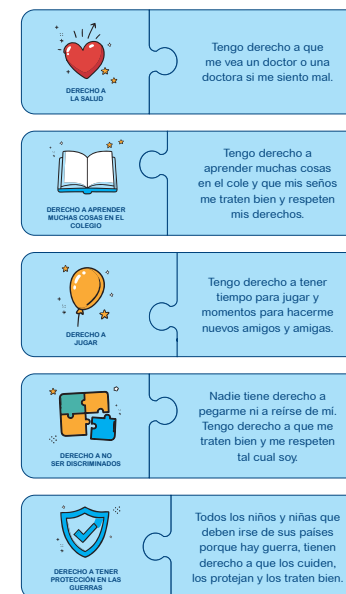 DERECHO A
LA SALUD
Tengo derecho a que
me vea un doctor o una
doctora si me siento mal.
DERECHO A APRENDER
MUCHAS COSAS EN EL
COLEGIO
Tengo derecho a
aprender muchas cosas
en el cole y que mis seños
me traten bien y respeten
mis derechos.
DERECHO A
JUGAR
Tengo derecho a tener
tiempo para jugar y
momentos para hacerme
nuevos amigos y amigas.
DERECHO A NO
SER DISCRIMINADOS
Nadie tiene derecho a
pegarme ni a reírse de mí.
Tengo derecho a que me
traten bien y me respeten
tal cual soy.
DERECHO A TENER
PROTECCIÓN EN LAS
GUERRAS
Todos los niños y niñas que
deben irse de sus países
porque hay guerra, tienen
derecho a que los cuiden,
los protejan y los traten bien.